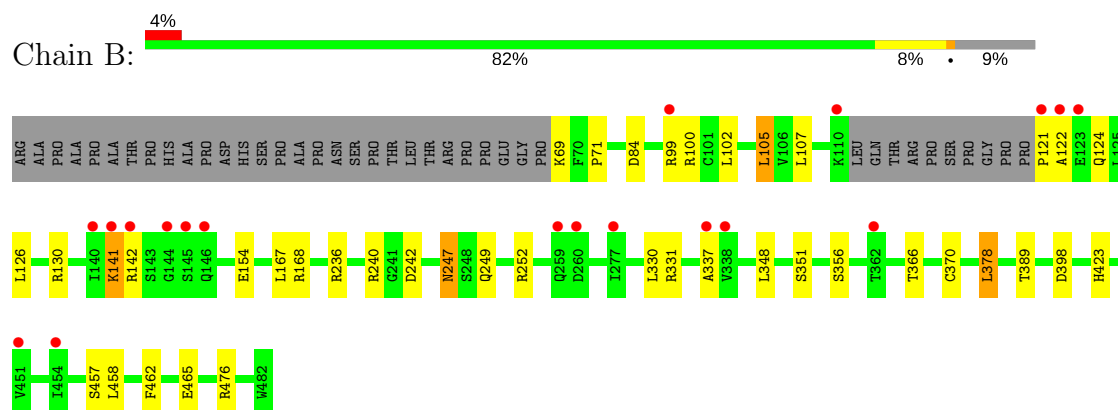 4%
Chain B:
82% 8% • 9%
ARG ALA PRO ALA PRO ALA THR PRO HIS ALA PRO ASP HIS SER PRO ALA PRO ASN SER PRO THR LEU THR ARG PRO GLU GLY PRO K69 F70 P71 D84 R99 R100 C101 L102 L105 V106 L107 K110 LEU GLN THR ARG PRO SER PRO GLY PRO PRO P121 A122 E123 Q124 L125
L126 R130 I140 K141 R142 S143 G144 S145 Q146 E154 L167 R168 R236 R240 G241 D242 N247 S248 Q249 R252 Q259 D260 I277 L330 R331 A337 V338 L348 S351 S356 T362 T366 C370 L378 T389 D398 H423
V451 I454 S457 L458 F462 E465 R476 W482